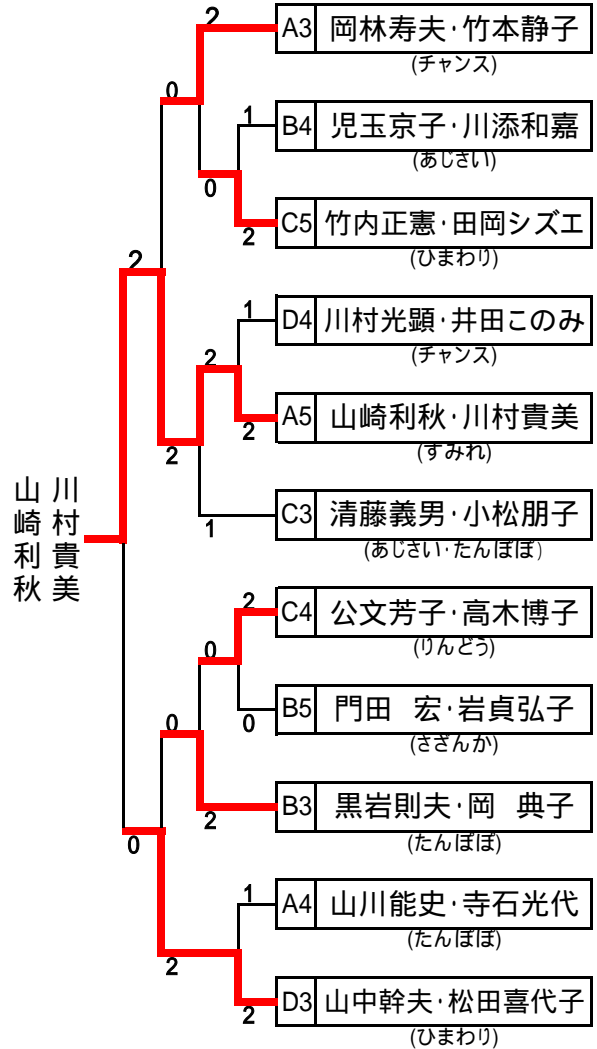 2
A3 岡林寿夫・竹本静子
(チャンス)
0
1
B4 児玉京子・川添和嘉
(あじさい)
0
C5 竹内正憲・田岡シズエ
2
(ひまわり)
2
1
D4 川村光顕・井田このみ
(チャンス)
2
A5 山崎利秋・川村貴美
2
(すみれ)
2
C3 清藤義男・小松朋子
1
(あじさい・たんぽぽ)
川村貴美
山崎利秋
2
C4 公文芳子・高木博子
(りんどう)
0
B5 門田 宏・岩貞弘子
0
0
(さざんか)
B3 黒岩則夫・岡 典子
2
(たんぽぽ)
0
1
A4 山川能史・寺石光代
(たんぽぽ)
2
D3 山中幹夫・松田喜代子
2
(ひまわり)